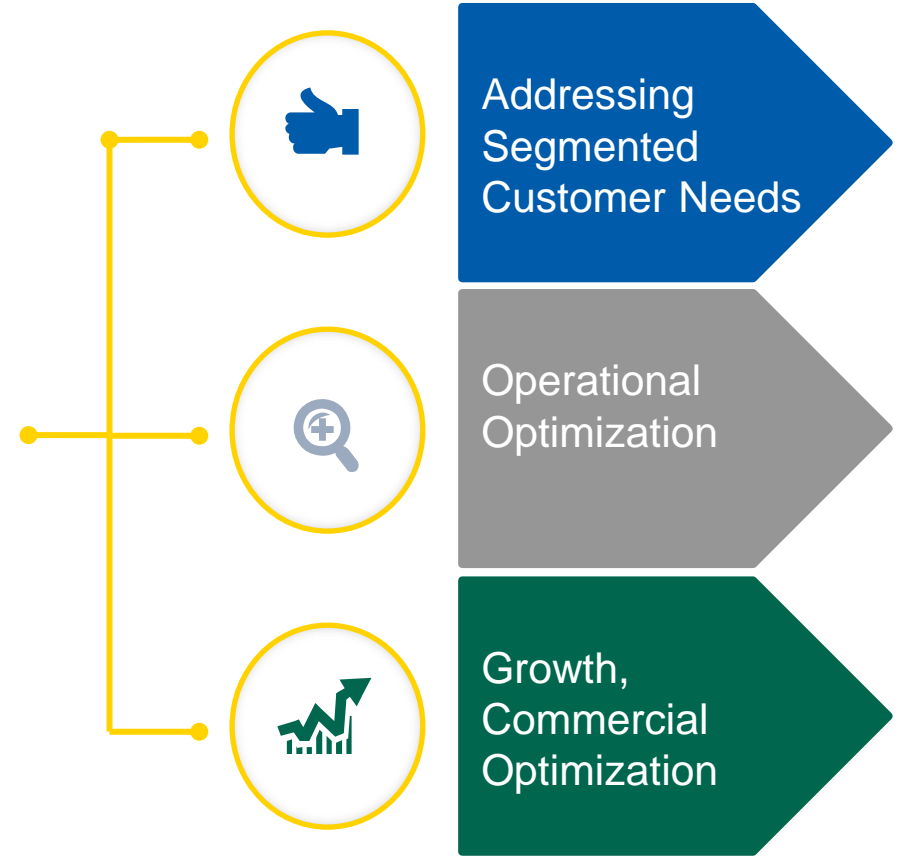 Addressing
Segmented
Customer Needs
Operational
Optimization
Growth,
Commercial
Optimization